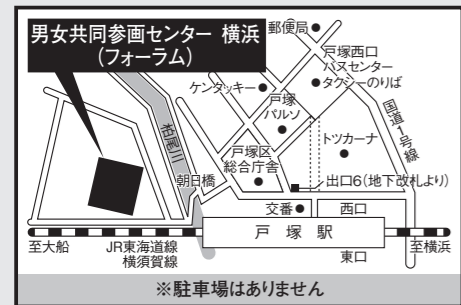 男女共同参画センター 横浜
(フォーラム)
郵便局
戸塚西口
バスセンター
タクシーのりば
ケンタッキー
戸塚
パルソ
国道1号線
柏尾川
トツカーナ
戸塚区
総合庁舎
朝日橋
出口6(地下改札より)
交番
西口
戸塚駅
至大船
JR東海道線
横須賀線
東口
至横浜
※駐車場はありません